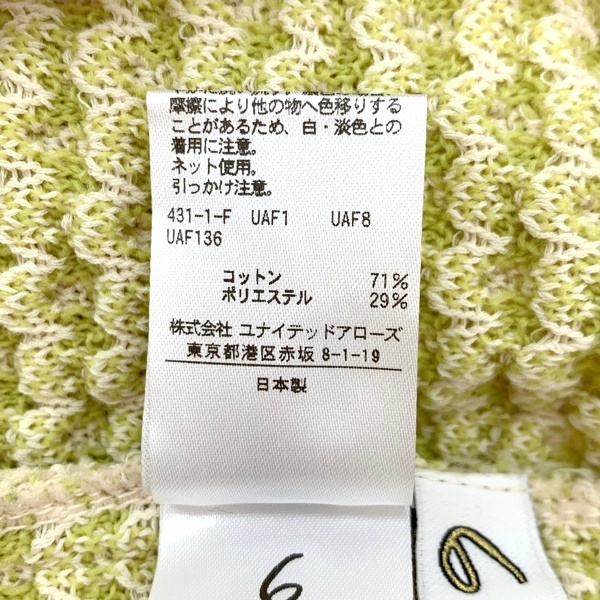 摩擦により他の物へ色移りする
ことがあるため、白・淡色との
着用に注意。
ネット使用。
引っかけ注意。
431-1-F UAF1 UAF8
UAF136
コットン 71%
ポリエステル 29%
株式会社 ユナイテッドアローズ
東京都港区赤坂 8-1-19
日本製
6